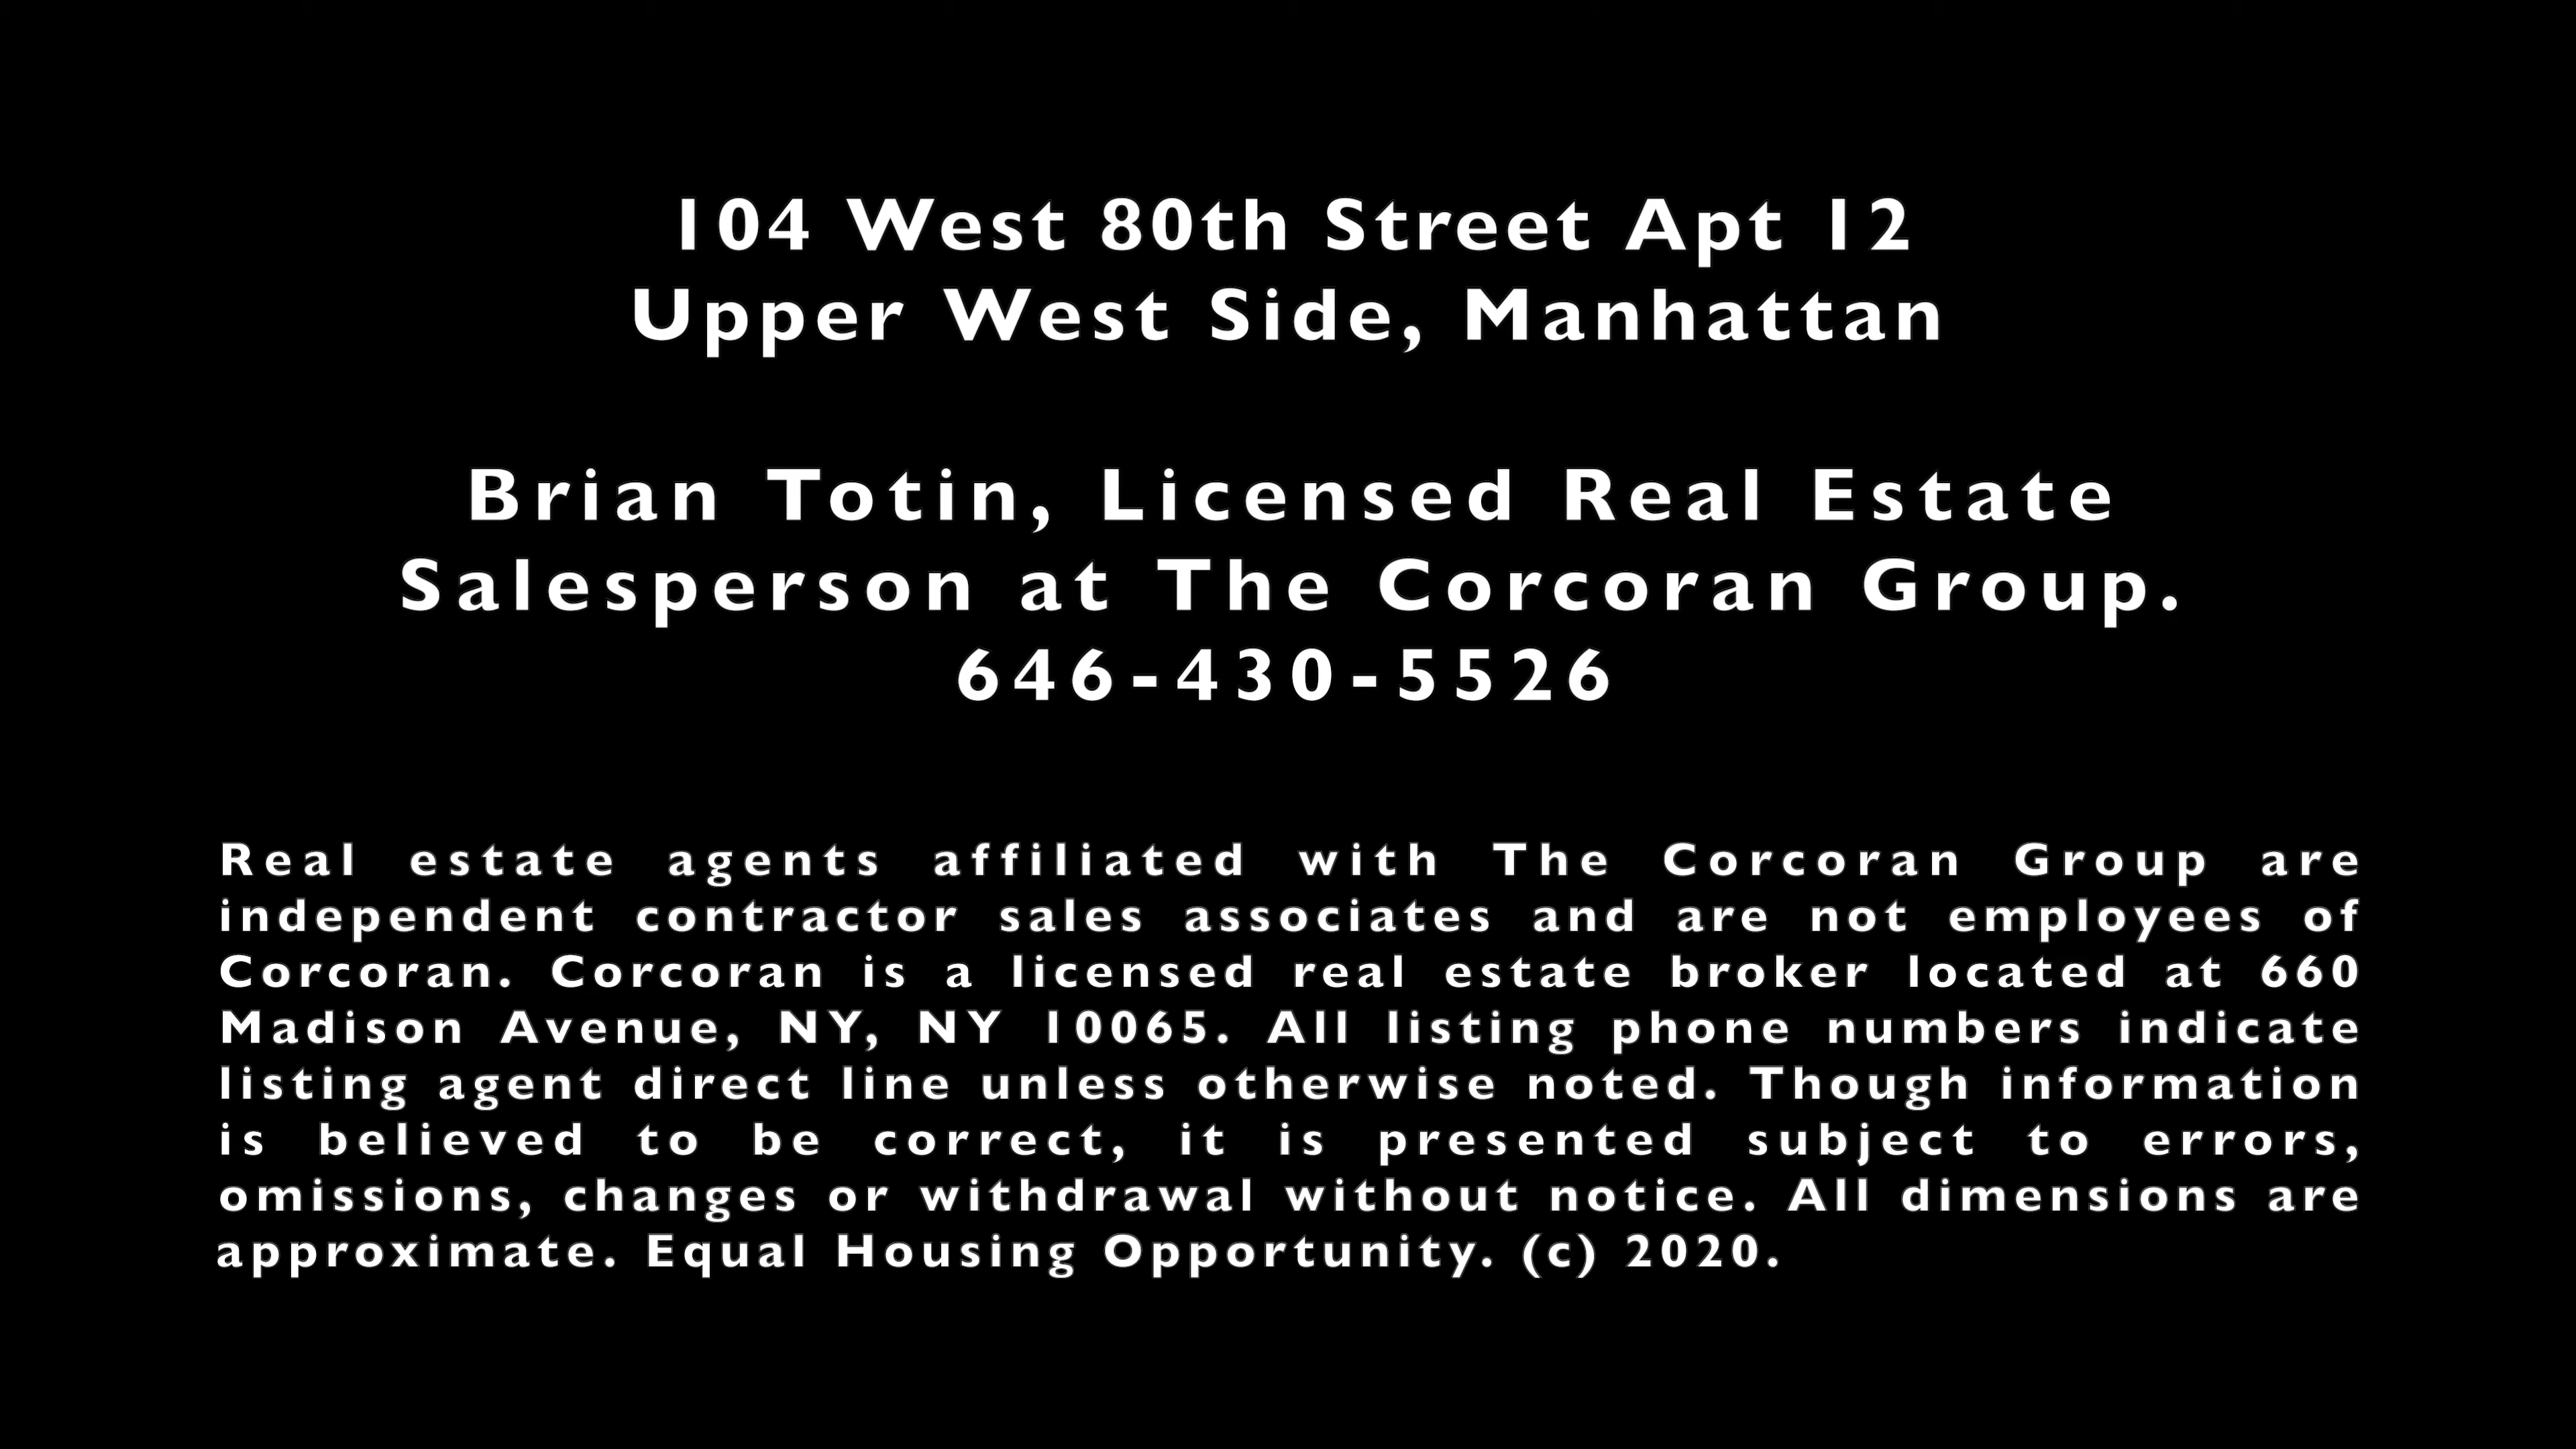 104 West 80th Street Apt 12
Upper West Side, Manhattan
Brian Totin, Licensed Real Estate
Salesperson at The Corcoran Group.
646-430-5526
Real estate agents affiliated with The Corcoran Group are
independent contractor sales associates and are not employees of
Corcoran. Corcoran is a licensed real estate broker located at 660
Madison Avenue, NY, NY 10065. All listing phone numbers indicate
listing agent direct line unless otherwise noted. Though information
is believed to be correct, it is presented subject to errors,
omissions, changes or withdrawal without notice. All dimensions are
approximate. Equal Housing Opportunity. (c) 2020.